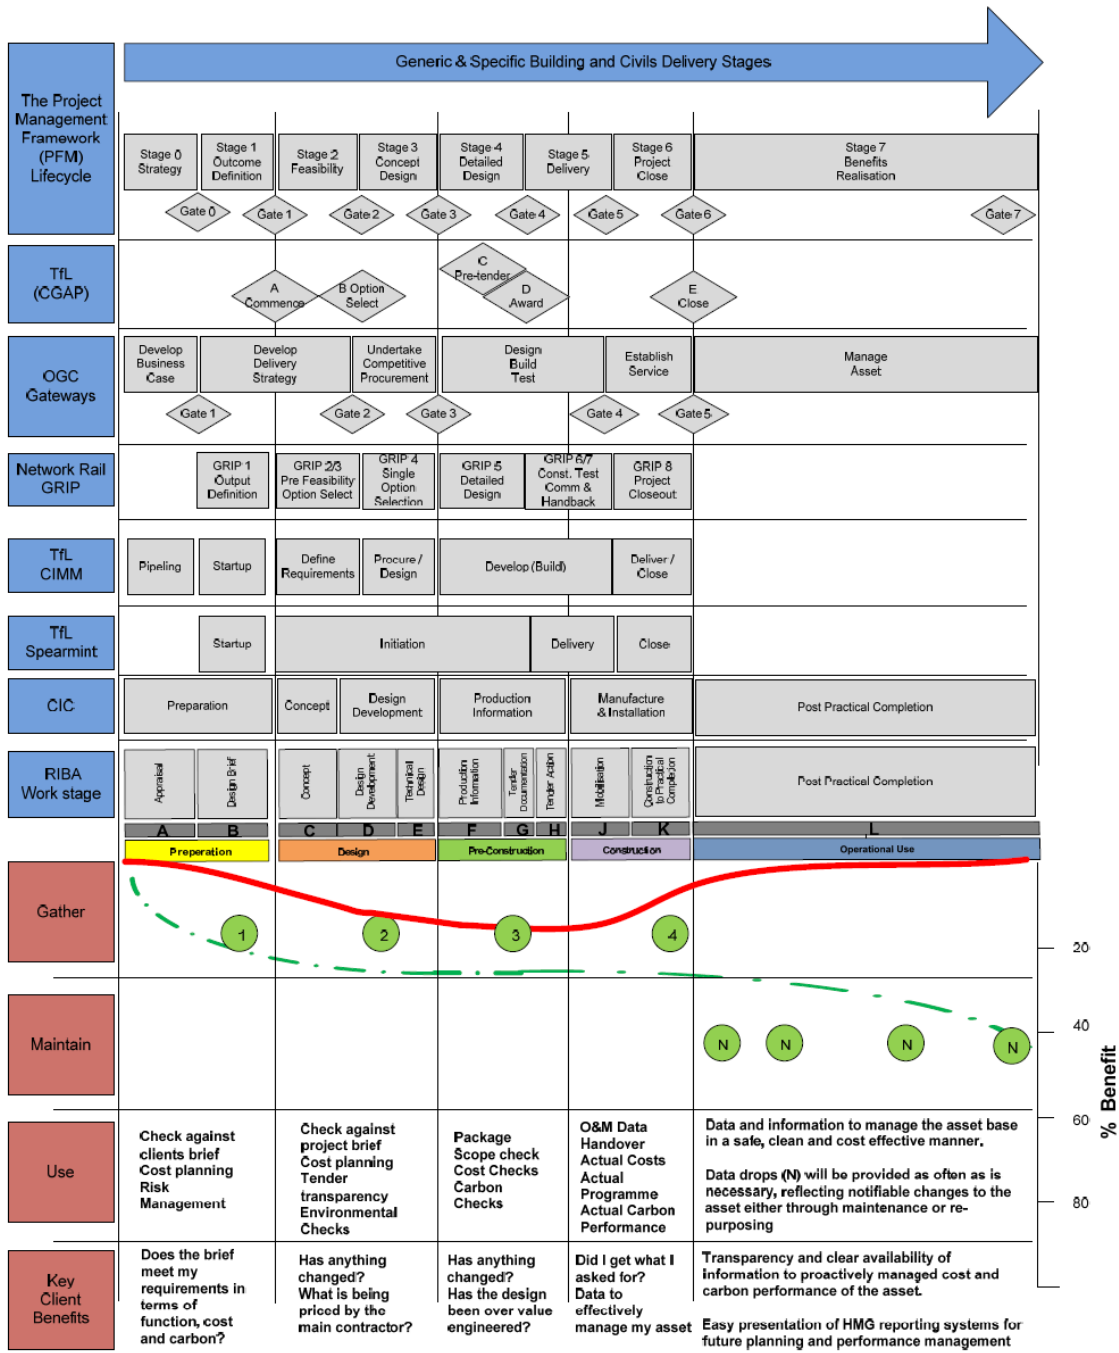 Generic & Specific Building and Civils Delivery Stages
The Project
Management
Framework
(PFM)
Lifecycle
Stage 0
Strategy
Stage 1
Outcome
Definition
Stage 2
Feasibility
Stage 3
Concept
Design
Stage 4
Detailed
Design
Stage 5
Delivery
Stage 6
Project
Close
Stage 7
Benefits
Realisation
Gate 0
Gate 1
Gate 2
Gate 3
Gate 4
Gate 5
Gate 6
Gate 7
TfL
(CGAP)
A
Commence
B Option
Select
C
Pre-tender
D
Award
E
Close
OGC
Gateways
Develop
Business
Case
Develop
Delivery
Strategy
Undertake
Competitive
Procurement
Design
Build
Test
Establish
Service
Manage
Asset
Gate 1
Gate 2
Gate 3
Gate 4
Gate 5
Network Rail
GRIP
GRIP 1
Output
Definition
GRIP 2/3
Pre Feasibility
Option Select
GRIP 4
Single
Option
Selection
GRIP 5
Detailed
Design
GRIP 6/7
Const. Test
Comm &
Handback
GRIP 8
Project
Closeout
TfL
CIMM
Pipeling
Startup
Define
Requirements
Procure /
Design
Develop (Build)
Deliver /
Close
TfL
Spearmint
Startup
Initiation
Delivery
Close
CIC
Preparation
Concept
Design
Development
Production
Information
Manufacture
& Installation
Post Practical Completion
RIBA
Work stage
Appraisal
Design Brief
Concept
Design
Development
Technical
Design
Production
Information
Tender
Documentation
Tender Action
Mobilisation
Construction
to Practical
Completion
Post Practical Completion
A
B
C
D
E
F
G
H
J
K
L
Preperation
Design
Pre-Construction
Construction
Operational Use
Gather
1
2
3
4
20
Maintain
N
N
N
N
40
% Benefit
60
80
Use
Check against
clients brief
Cost planning
Risk
Management
Check against
project brief
Cost planning
Tender
transparency
Environmental
Checks
Package
Scope check
Cost Checks
Carbon
Checks
O&M Data
Handover
Actual Costs
Actual
Programme
Actual Carbon
Performance
Data and information to manage the asset base
in a safe, clean and cost effective manner.
Data drops (N) will be provided as often as is
necessary, reflecting notifiable changes to the
asset either through maintenance or re-
purposing
Key
Client
Benefits
Does the brief
meet my
requirements in
terms of
function, cost
and carbon?
Has anything
changed?
What is being
priced by the
main contractor?
Has anything
changed?
Has the design
been over value
engineered?
Did I get what I
asked for?
Data to
effectively
manage my asset
Transparency and clear availability of
information to proactively managed cost and
carbon performance of the asset.
Easy presentation of HMG reporting systems for
future planning and performance management